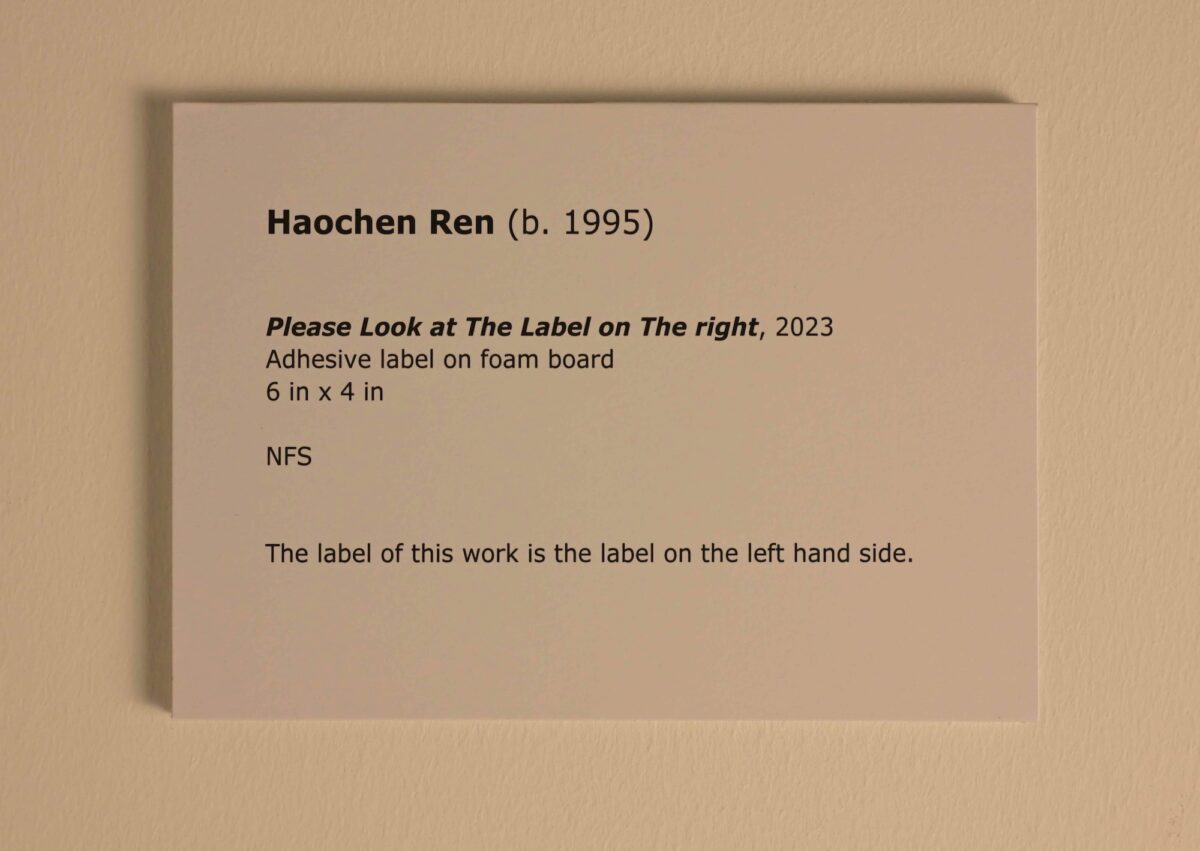 Haochen Ren (b. 1995)
Please Look at The Label on The right, 2023
Adhesive label on foam board
6 in x 4 in
NFS
The label of this work is the label on the left hand side.